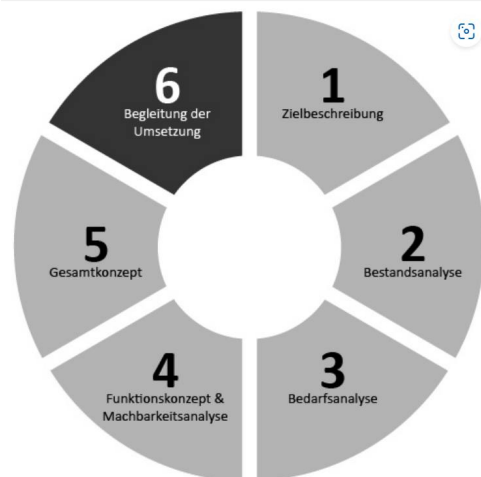 1
Zielbeschreibung
2
Bestandsanalyse
3
Bedarfsanalyse
4
Funktionskonzept &
Machbarkeitsanalyse
5
Gesamtkonzept
6
Begleitung der
Umsetzung